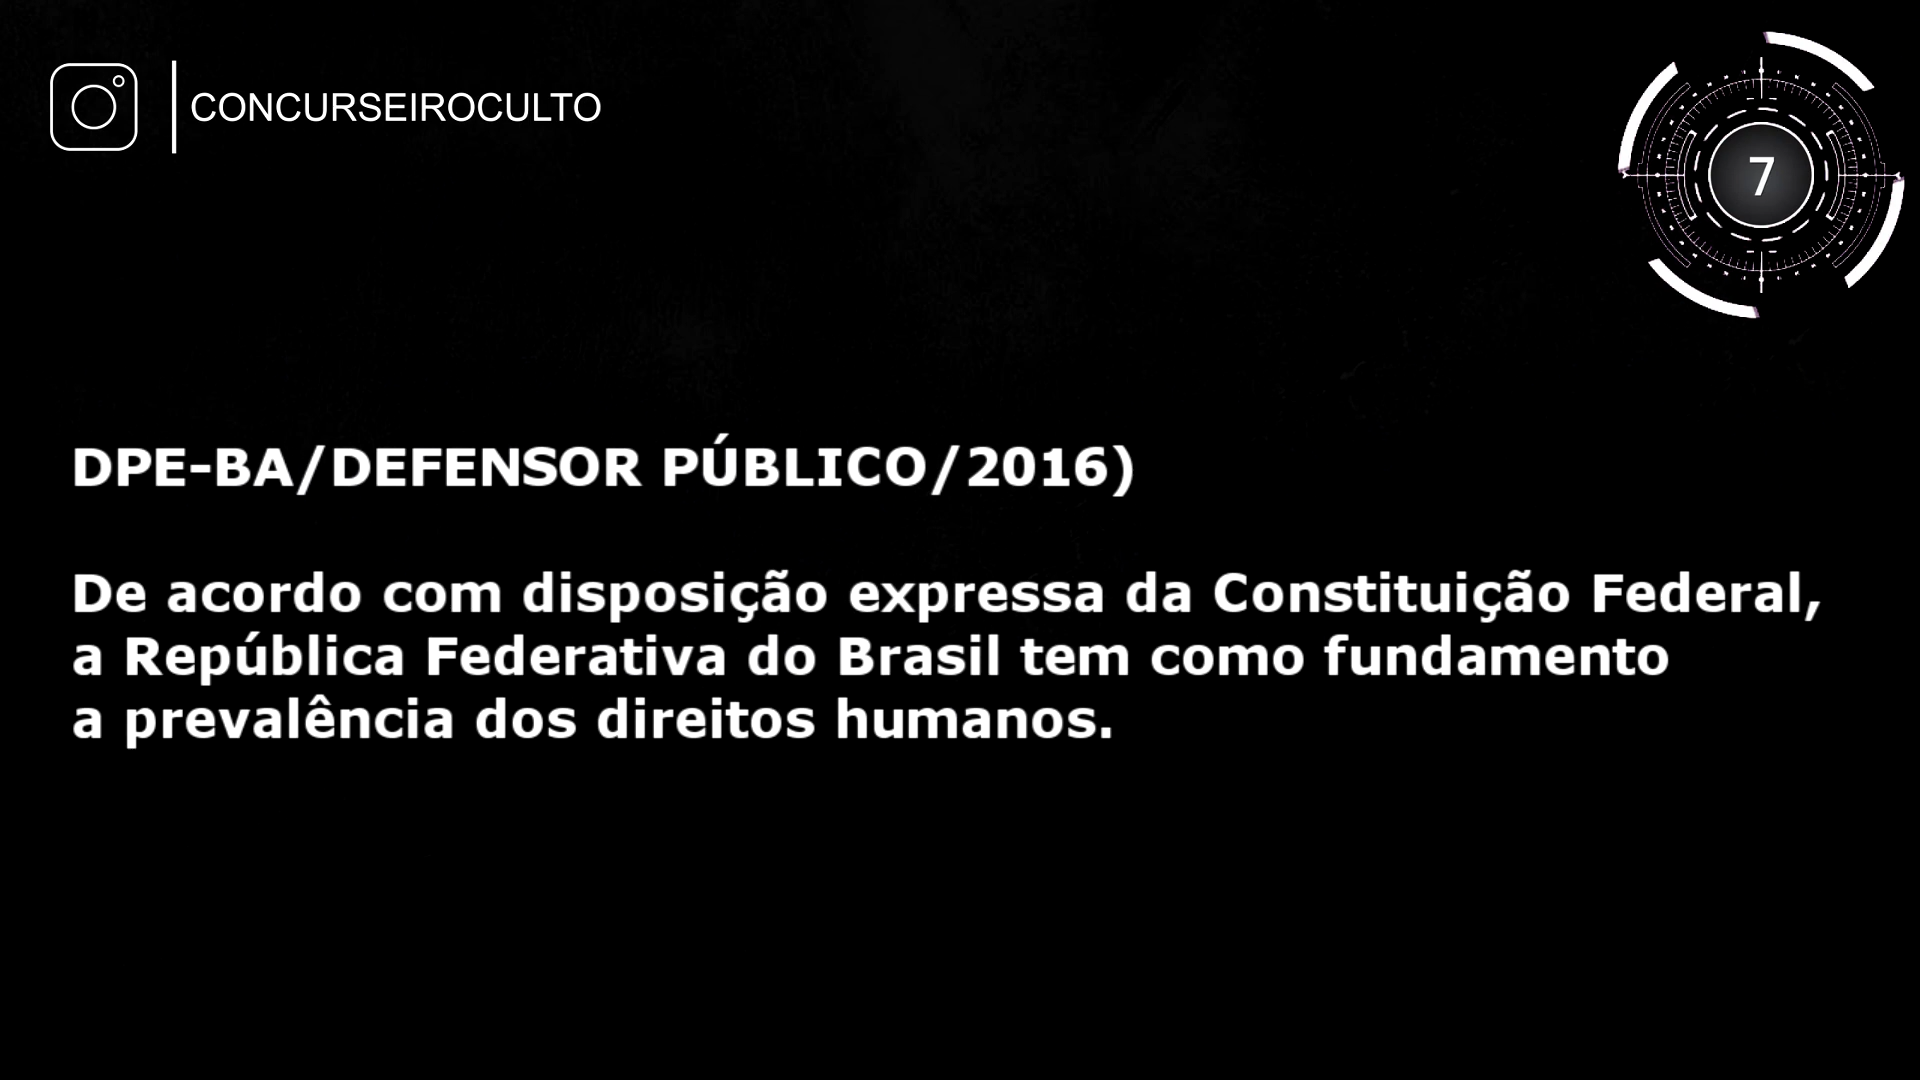 CONCURSEIROCULTO
7
DPE-BA/DEFENSOR PÚBLICO/2016)
De acordo com disposição expressa da Constituição Federal,
a República Federativa do Brasil tem como fundamento
a prevalência dos direitos humanos.